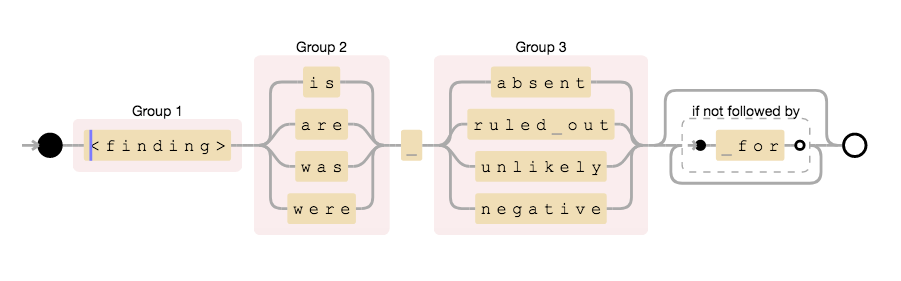 Group 1
<finding>
Group 2
is
are
was
were
_
Group 3
absent
ruled_out
unlikely
negative
if not followed by
_for